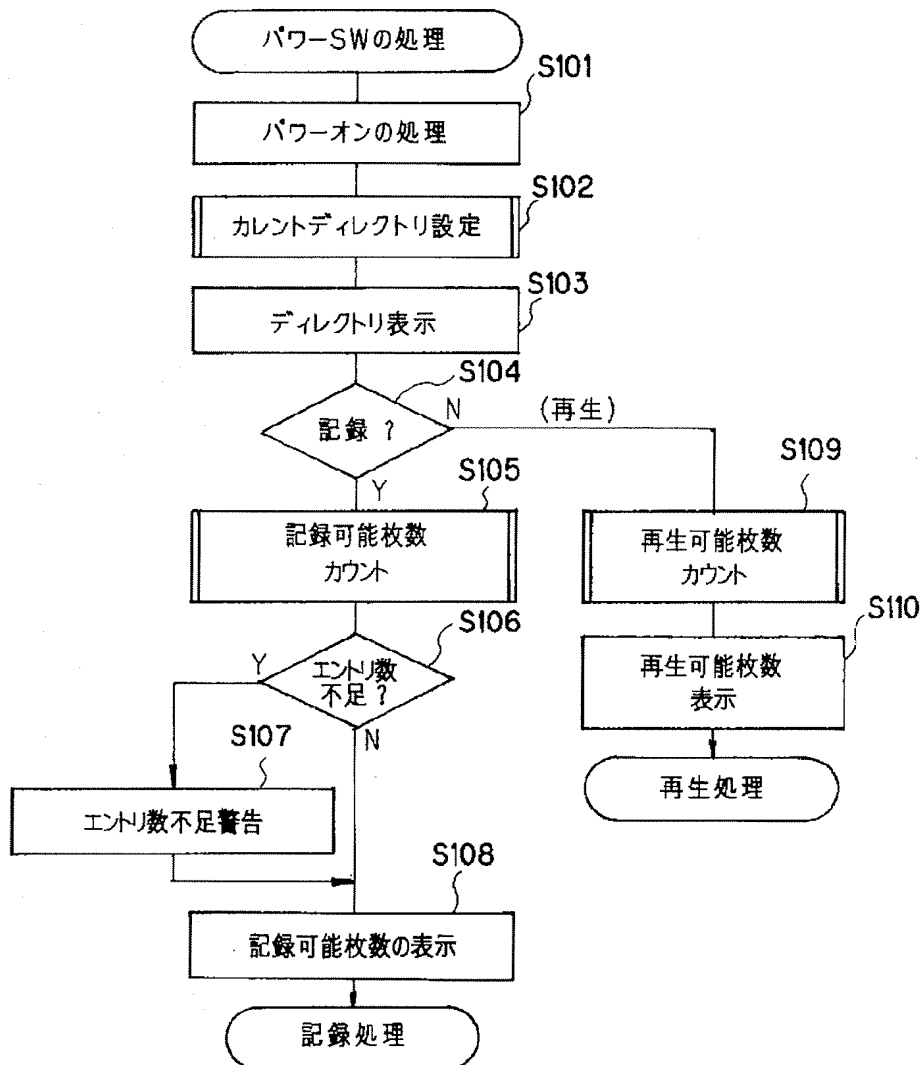 パワーSWの処理
S101
パワーオンの処理
S102
カレントディレクトリ設定
S103
ディレクトリ表示
S104
記録 ?
N
(再生)
Y
S105
記録可能枚数
カウント
S109
再生可能枚数
カウント
S106
エントリ数
不足?
Y
N
S110
再生可能枚数
表示
S107
エントリ数不足警告
再生処理
S108
記録可能枚数の表示
記録処理